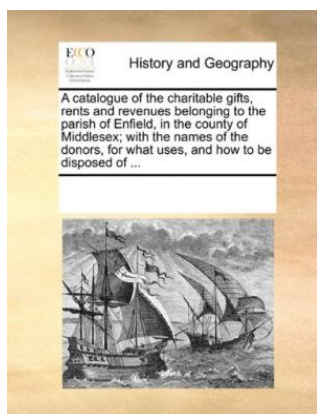 ECCO
History and Geography
A catalogue of the charitable gifts,
rents and revenues belonging to the
parish of Enfield, in the county of
Middlesex; with the names of the
donors, for what uses, and how to be
disposed of ...